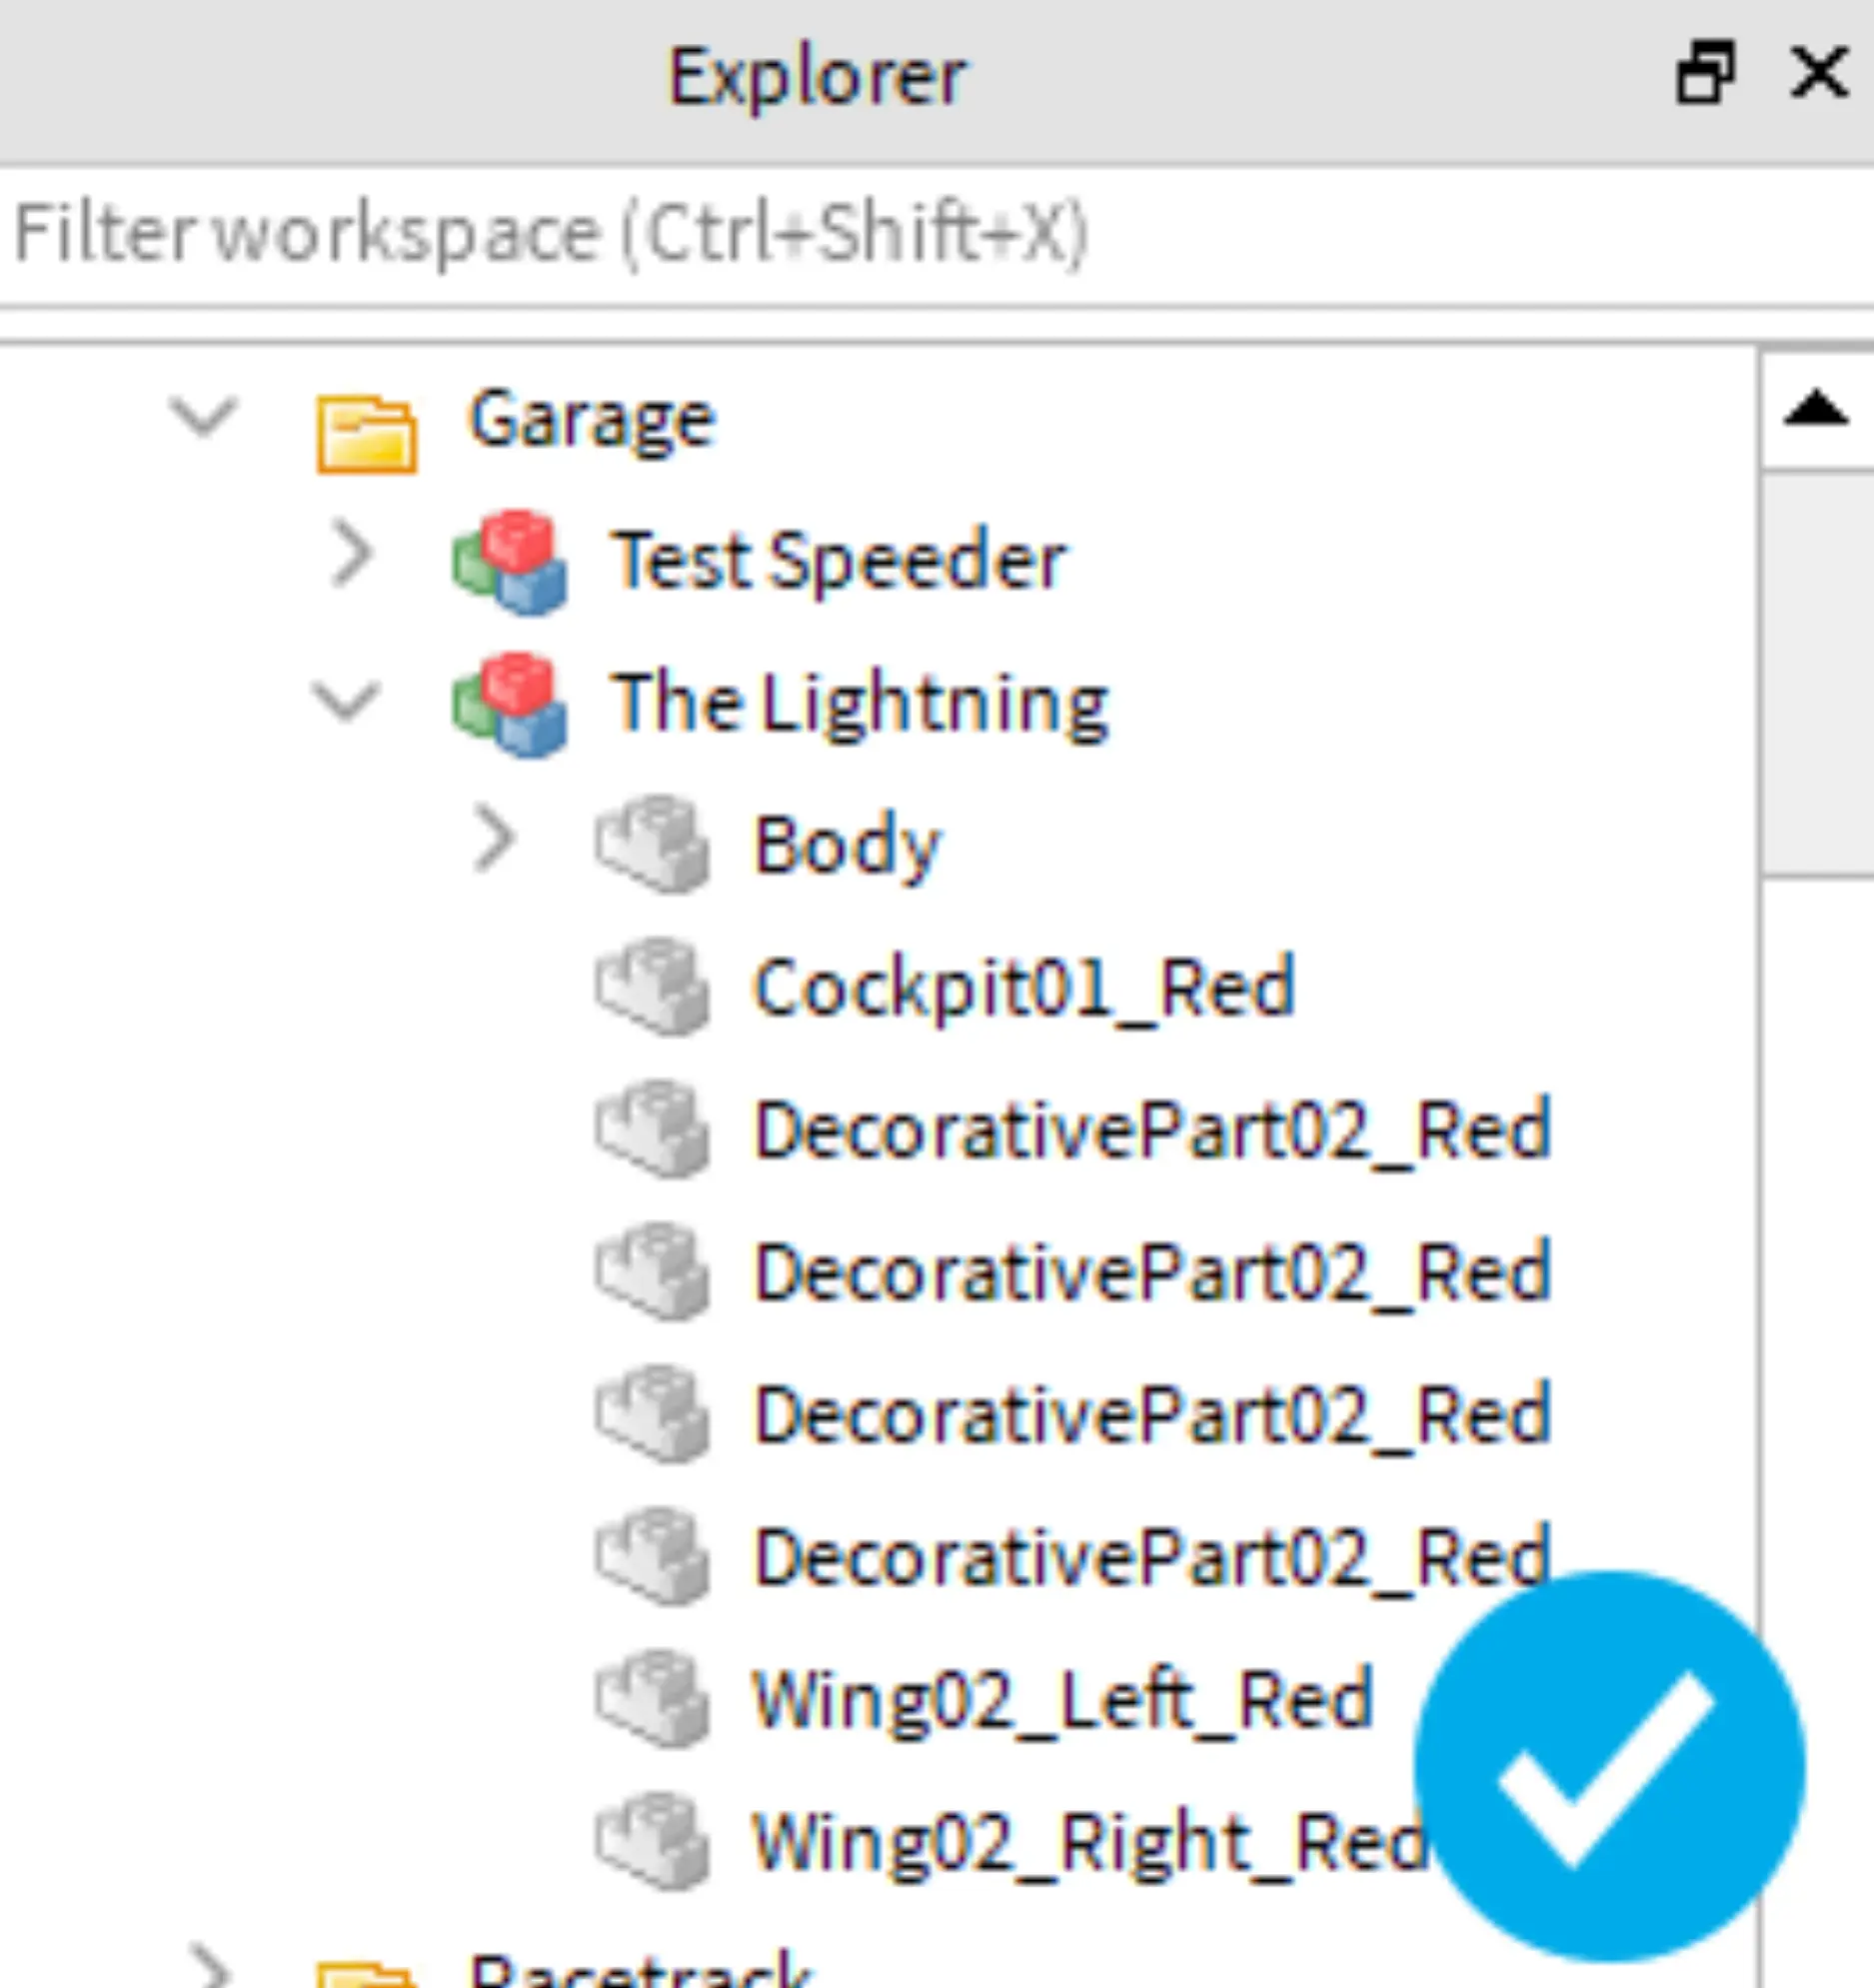 Explorer
Filter workspace (Ctrl+Shift+X)
Garage
Test Speeder
The Lightning
Body
Cockpit01_Red
DecorativePart02_Red
DecorativePart02_Red
DecorativePart02_Red
DecorativePart02_Red
Wing02_Left_Red
Wing02_Right_Red
Racetrack